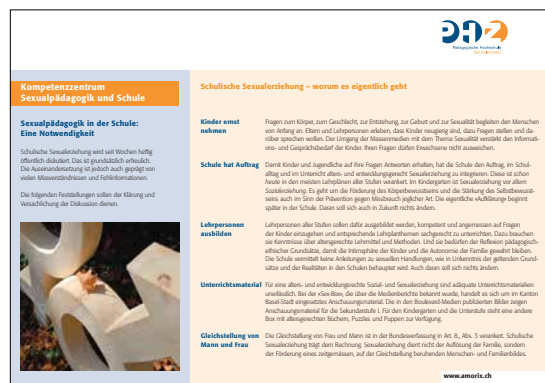 PHZ
Pädagogische Hochschule
Zentralschweiz
Kompetenzzentrum
Sexualpädagogik und Schule
Sexualpädagogik in der Schule:
Eine Notwendigkeit
Schulische Sexualerziehung wird seit Wochen heftig
öffentlich diskutiert. Das ist grundsätzlich erfreulich.
Die Auseinandersetzung ist jedoch auch geprägt von
vielen Missverständnissen und Fehlinformationen.
Die folgenden Feststellungen sollen der Klärung und
Versachlichung der Diskussion dienen.
Schulische Sexualerziehung – worum es eigentlich geht
Kinder ernst
nehmen
Fragen zum Körper, zum Geschlecht, zur Entstehung, zur Geburt und zur Sexualität begleiten den Menschen
von Anfang an. Eltern und Lehrpersonen erleben, dass Kinder neugierig sind, dazu Fragen stellen und da-
rüber sprechen wollen. Der Umgang der Massenmedien mit dem Thema Sexualität verstärkt den Informati-
ons- und Gesprächsbedarf der Kinder. Ihren Fragen dürfen Erwachsene nicht ausweichen.
Schule hat Auftrag
Damit Kinder und Jugendliche auf ihre Fragen Antworten erhalten, hat die Schule den Auftrag, im Schul-
alltag und im Unterricht alters- und entwicklungsgerecht Sexualerziehung zu integrieren. Diese ist schon
heute in den meisten Lehrplänen aller Stufen verankert. Im Kindergarten ist Sexualerziehung vor allem
Sozialerziehung. Es geht um die Förderung des Körperbewusstseins und die Stärkung des Selbstbewusst-
seins auch im Sinn der Prävention gegen Missbrauch jeglicher Art. Die eigentliche «Aufklärung» beginnt
später in der Schule. Daran soll sich auch in Zukunft nichts ändern.
Lehrpersonen
ausbilden
Lehrpersonen aller Stufen sollen dafür ausgebildet werden, kompetent und angemessen auf Fragen
der Kinder einzugehen und entsprechende Lehrplanthemen sachgerecht zu unterrichten. Dazu brauchen
sie Kenntnisse über altersgerechte Lehrmittel und Methoden. Und sie bedürfen der Reflexion pädagogisch-
ethischer Grundsätze, damit die Intimsphäre der Kinder und die Autonomie der Familie gewahrt bleiben.
Die Schule vermittelt keine Anleitungen zu sexuellen Handlungen, wie in Unkenntnis der geltenden Grund-
sätze und der Realitäten in den Schulen behauptet wird. Auch daran soll sich nichts ändern.
Unterrichtsmaterial
Für eine alters- und entwicklungsgerechte Sozial- und Sexualerziehung sind adäquate Unterrichtsmaterialien
unerlässlich. Bei der «Sex-Box», die über die Medienberichte bekannt wurde, handelt es sich um im Kanton
Basel-Stadt eingesetztes Anschauungsmaterial. Die in den Boulevard-Medien publizierten Bilder zeigen
Anschauungsmaterial für die Sekundarstufe I. Für den Kindergarten und die Unterstufe steht eine andere
Box mit altersgerechten Büchern, Puzzles und Puppen zur Verfügung.
Gleichstellung von
Mann und Frau
Die Gleichstellung von Frau und Mann ist in der Bundesverfassung in Art. 8, Abs. 3 verankert. Schulische
Sexualerziehung trägt dem Rechnung. Sexualerziehung dient nicht der Auflösung der Familie, sondern
der Förderung eines zeitgemässen, auf der Gleichstellung beruhenden Menschen- und Familienbildes.
www.amorix.ch